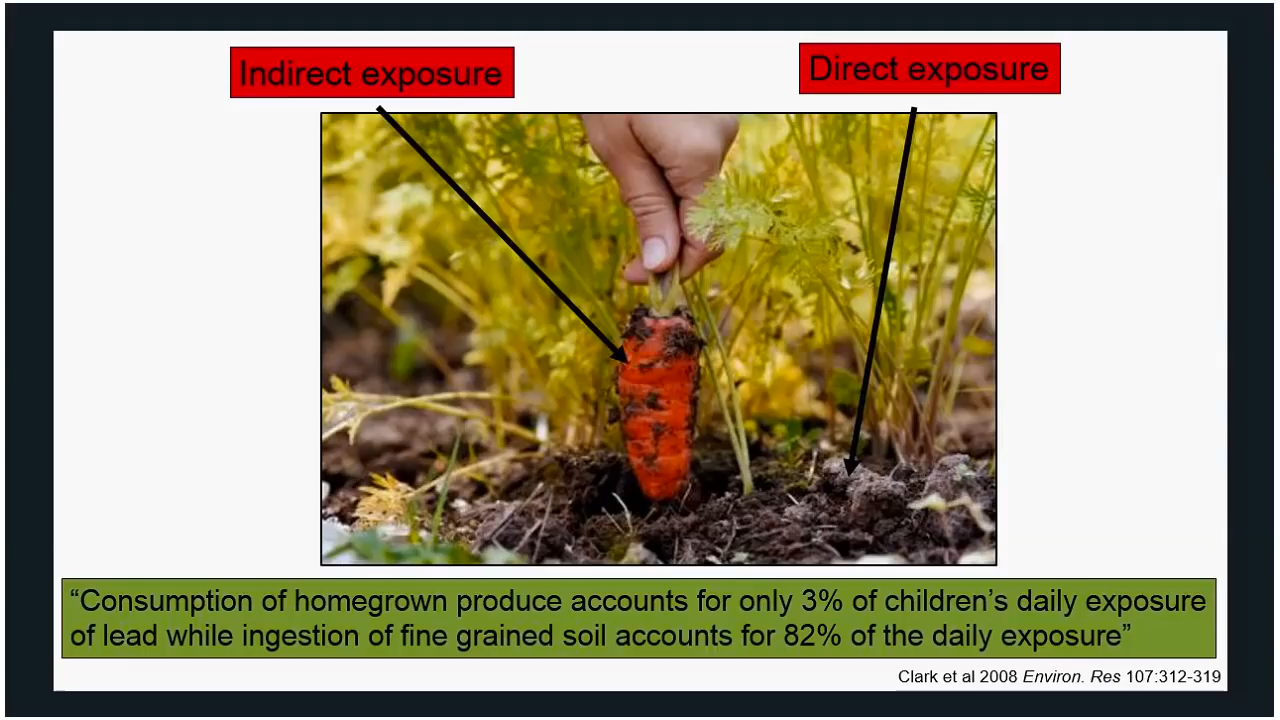 Indirect exposure
Direct exposure
“Consumption of homegrown produce accounts for only 3% of children’s daily exposure
of lead while ingestion of fine grained soil accounts for 82% of the daily exposure”
Clark et al 2008 Environ. Res 107:312-319